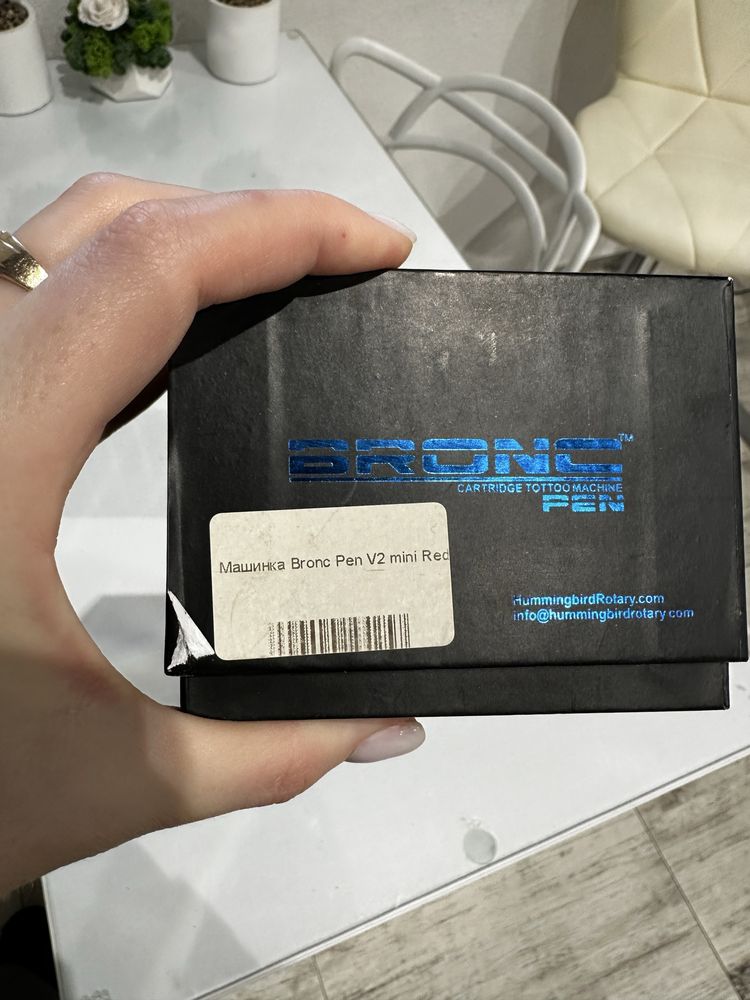 BRONC™
CARTRIDGE TOTTOO MACHINE
PEN
Машинка Bronc Pen V2 mini Red
HummingbirdRotary.com
info@hummingbirdrotary.com